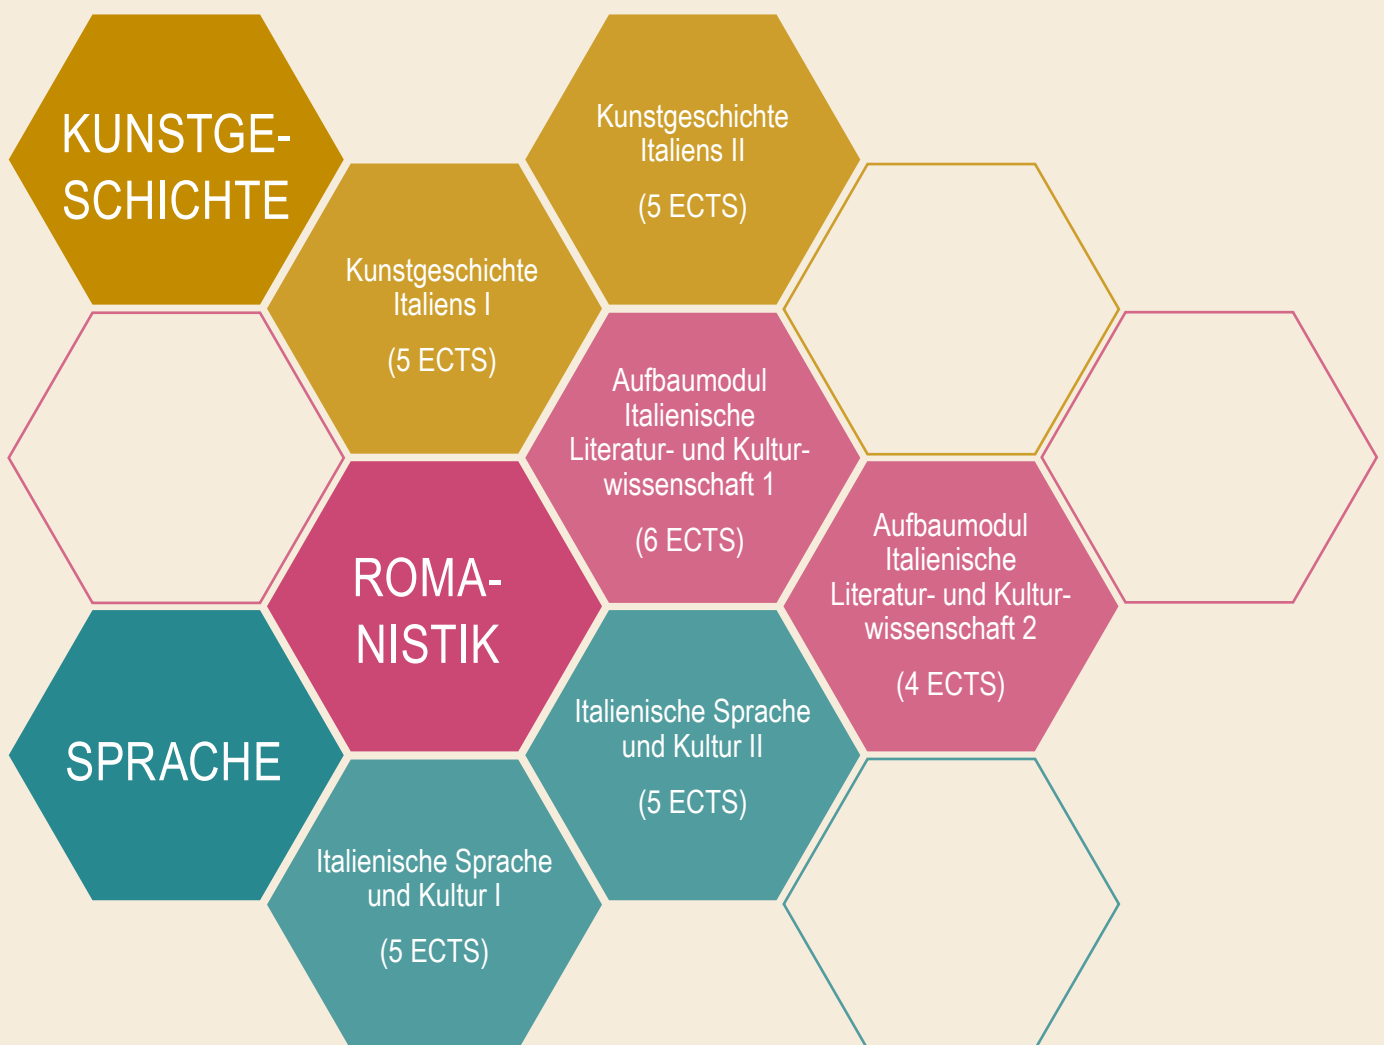 KUNSTGE-
SCHICHTE
Kunstgeschichte
Italiens I
(5 ECTS)
Kunstgeschichte
Italiens II
(5 ECTS)
ROMA-
NISTIK
Aufbaumodul
Italienische
Literatur- und Kultur-
wissenschaft 1
(6 ECTS)
Aufbaumodul
Italienische
Literatur- und Kultur-
wissenschaft 2
(4 ECTS)
SPRACHE
Italienische Sprache
und Kultur I
(5 ECTS)
Italienische Sprache
und Kultur II
(5 ECTS)